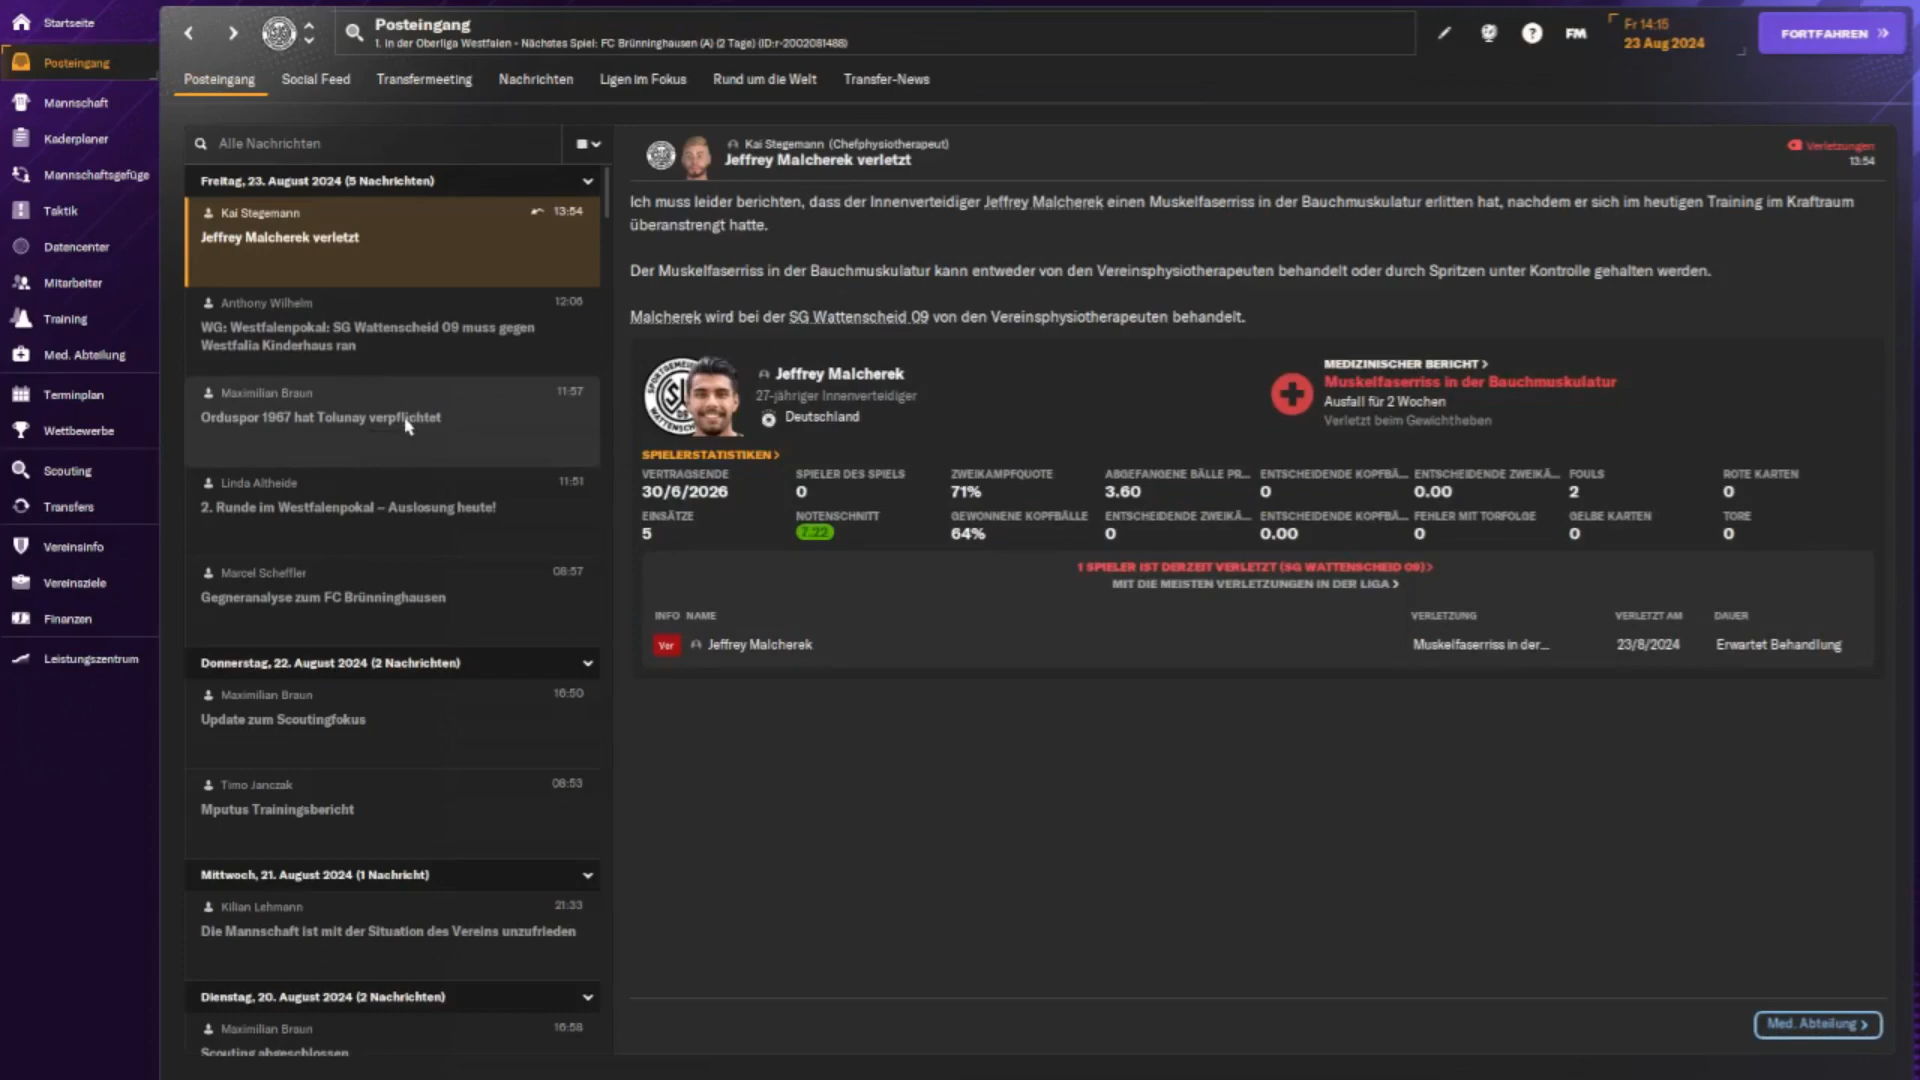 Startseite
Posteingang
Mannschaft
Kaderplaner
Mannschaftsgefüge
Taktik
Datencenter
Mitarbeiter
Training
Med. Abteilung
Terminplan
Wettbewerbe
Scouting
Transfers
Vereinsinfo
Vereinsziele
Finanzen
Leistungszentrum
Posteingang
1. in der Oberliga Westfalen - Nächstes Spiel: FC Brünninghausen (A) (2 Tage) (ID:r-2002081488)
FM
Fr 14:15
23 Aug 2024
FORTFAHREN
Posteingang Social Feed Transfermeeting Nachrichten Ligen im Fokus Rund um die Welt Transfer-News
Alle Nachrichten
Freitag, 23. August 2024 (5 Nachrichten)
Kai Stegemann 13:54
Jeffrey Malcherek verletzt
Anthony Wilhelm 12:06
WG: Westfalenpokal: SG Wattenscheid 09 muss gegen
Westfalia Kinderhaus ran
Maximilian Braun 11:57
Orduspor 1967 hat Tolunay verpflichtet
Linda Altheide 11:51
2. Runde im Westfalenpokal – Auslosung heute!
Marcel Scheffler 08:57
Gegneranalyse zum FC Brünninghausen
Donnerstag, 22. August 2024 (2 Nachrichten)
Maximilian Braun 16:50
Update zum Scoutingfokus
Timo Janczak 08:53
Mputus Trainingsbericht
Mittwoch, 21. August 2024 (1 Nachricht)
Kilian Lehmann 21:33
Die Mannschaft ist mit der Situation des Vereins unzufrieden
Dienstag, 20. August 2024 (2 Nachrichten)
Maximilian Braun 16:58
Scouting abgeschlossen
Kai Stegemann (Chefphysiotherapeut)
Jeffrey Malcherek verletzt
Verletzungen
13:54
Ich muss leider berichten, dass der Innenverteidiger Jeffrey Malcherek einen Muskelfaserriss in der Bauchmuskulatur erlitten hat, nachdem er sich im heutigen Training im Kraftraum
überanstrengt hatte.
Der Muskelfaserriss in der Bauchmuskulatur kann entweder von den Vereinsphysiotherapeuten behandelt oder durch Spritzen unter Kontrolle gehalten werden.
Malcherek wird bei der SG Wattenscheid 09 von den Vereinsphysiotherapeuten behandelt.
Jeffrey Malcherek
27-jähriger Innenverteidiger
Deutschland
MEDIZINISCHER BERICHT >
Muskelfaserriss in der Bauchmuskulatur
Ausfall für 2 Wochen
Verletzt beim Gewichtheben
SPIELERSTATISTIKEN >
VERTRAGSENDE SPIELER DES SPIELS ZWEIKAMPFQUOTE ABGEFANGENE BÄLLE PR... ENTSCHEIDENDE KOPFBÄ... ENTSCHEIDENDE ZWEIKÄ... FOULS ROTE KARTEN
30/6/2026 0 71% 3.60 0 0.00 2 0
EINSÄTZE NOTENSCHNITT GEWONNENE KOPFBÄLLE ENTSCHEIDENDE ZWEIKÄ... ENTSCHEIDENDE KOPFBÄ... FEHLER MIT TORFOLGE GELBE KARTEN TORE
5 7.22 64% 0 0.00 0 0 0
1 SPIELER IST DERZEIT VERLETZT (SG WATTENSCHEID 09) >
MIT DIE MEISTEN VERLETZUNGEN IN DER LIGA >
INFO NAME VERLETZUNG VERLETZT AM DAUER
Ver Jeffrey Malcherek Muskelfaserriss in der... 23/8/2024 Erwartet Behandlung
Med. Abteilung >